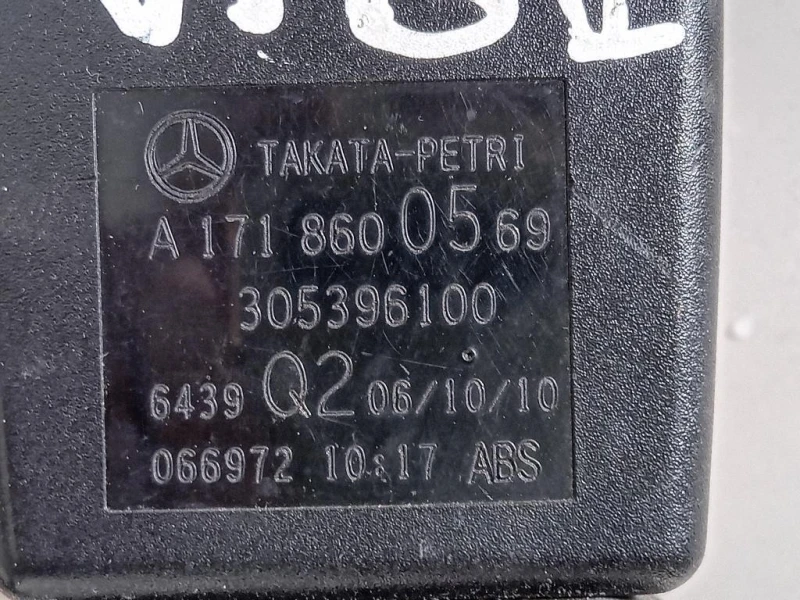 TAKATA-PETRI
A 171 860 05 69
305396100
6439 Q2 06/10/10
066972 10:17 ABS